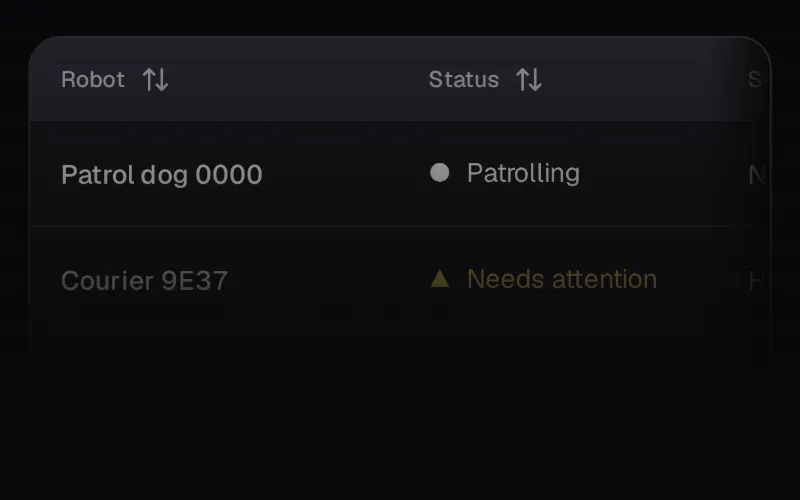 Robot Status
Patrol dog 0000 Patrolling
Courier 9E37 Needs attention